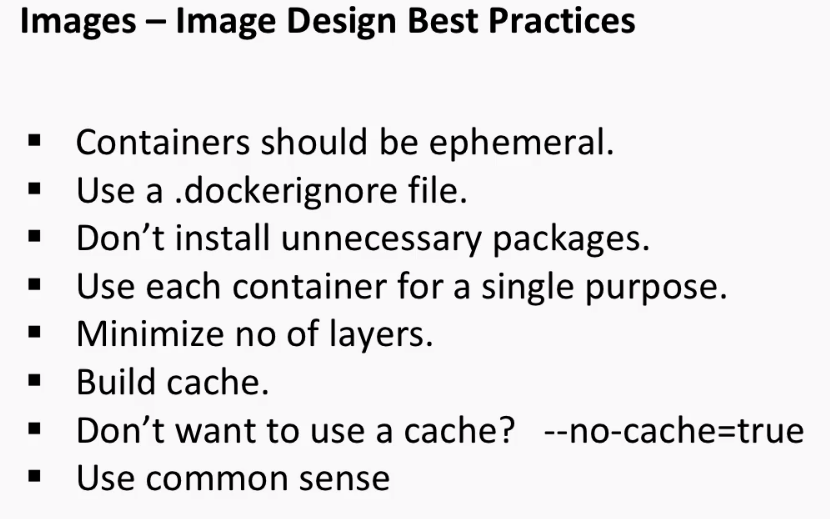 Images – Image Design Best Practices
▪ Containers should be ephemeral.
▪ Use a .dockerignore file.
▪ Don’t install unnecessary packages.
▪ Use each container for a single purpose.
▪ Minimize no of layers.
▪ Build cache.
▪ Don’t want to use a cache? --no-cache=true
▪ Use common sense